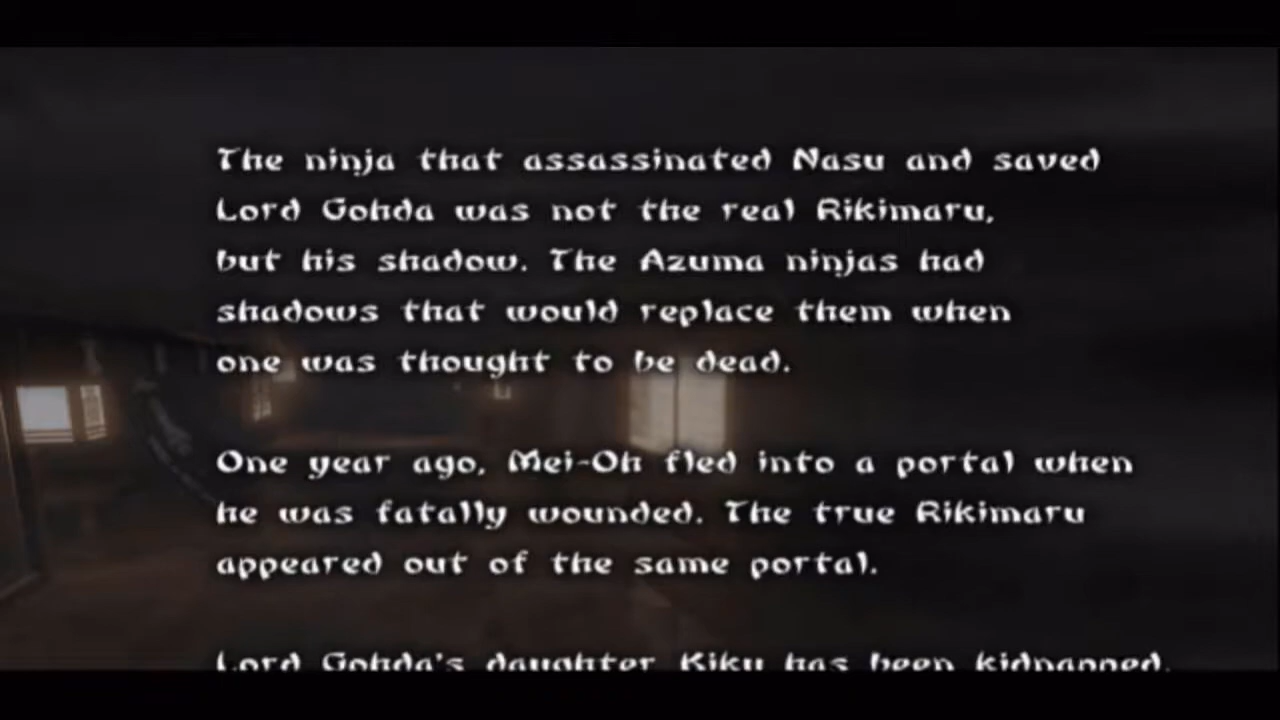 The ninja that assassinated Nasu and saved
Lord Gohda was not the real Rikimaru,
but his shadow. The Azuma ninjas had
shadows that would replace them when
one was thought to be dead.
One year ago, Mei-Oh fled into a portal when
he was fatally wounded. The true Rikimaru
appeared out of the same portal.
Lord Gohda's daughter Kiku has been kidnapped.